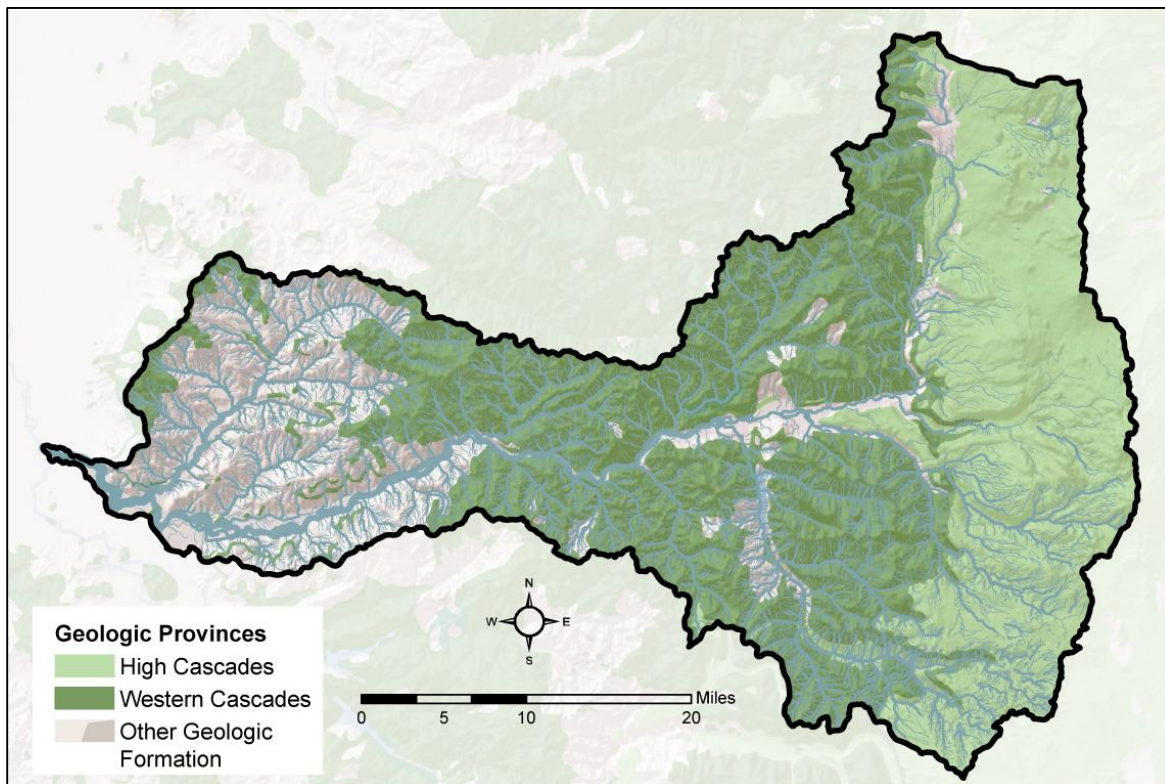 N
W E
S
Geologic Provinces
High Cascades
Western Cascades
Other Geologic
Formation
Miles
0 5 10 20